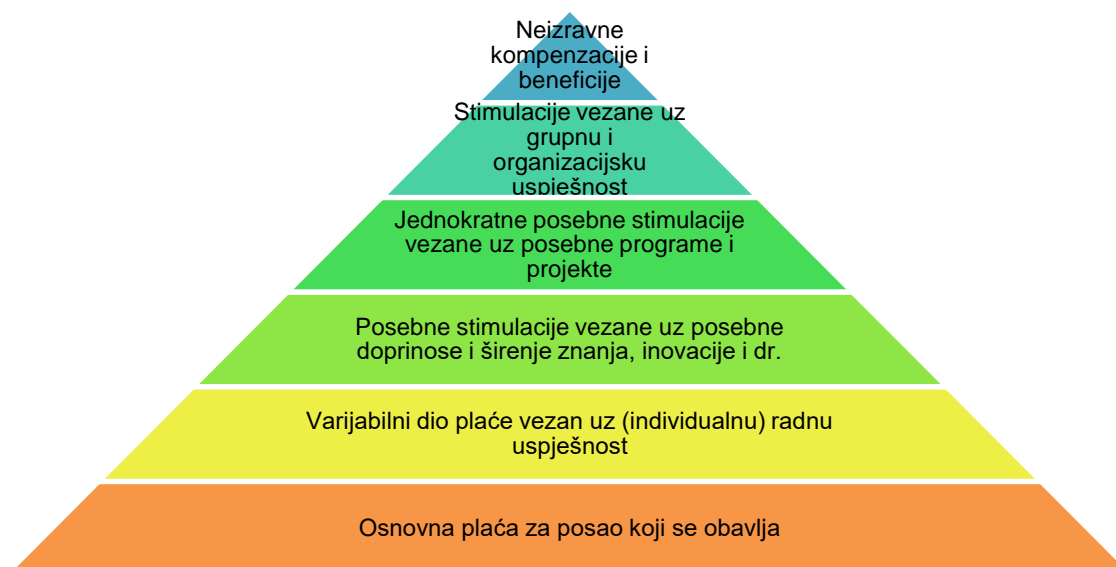 Neizravne
kompenzacije i
beneficije
Stimulacije vezane uz
grupnu i
organizacijsku
uspješnost
Jednokratne posebne stimulacije
vezane uz posebne programe i
projekte
Posebne stimulacije vezane uz posebne
doprinose i širenje znanja, inovacije i dr.
Varijabilni dio plaće vezan uz (individualnu) radnu
uspješnost
Osnovna plaća za posao koji se obavlja